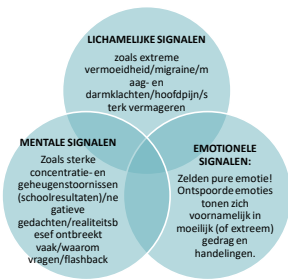 LICHAMELIJKE SIGNALEN
zoals extreme
vermoeidheid/migraine/m
aag- en
darmklachten/hoofdpijn/s
terk vermageren
MENTALE SIGNALEN
Zoals sterke
concentratie- en
geheugenstoornissen
(schoolresultaten)/ne
gatieve
gedachten/realiteitsb
esef ontbreekt
vaak/waarom
vragen/flashback
EMOTIONELE
SIGNALEN:
Zelden pure emotie!
Ontspoorde emoties
tonen zich
voornamelijk in
moeilijk (of extreem)
gedrag en
handelingen.